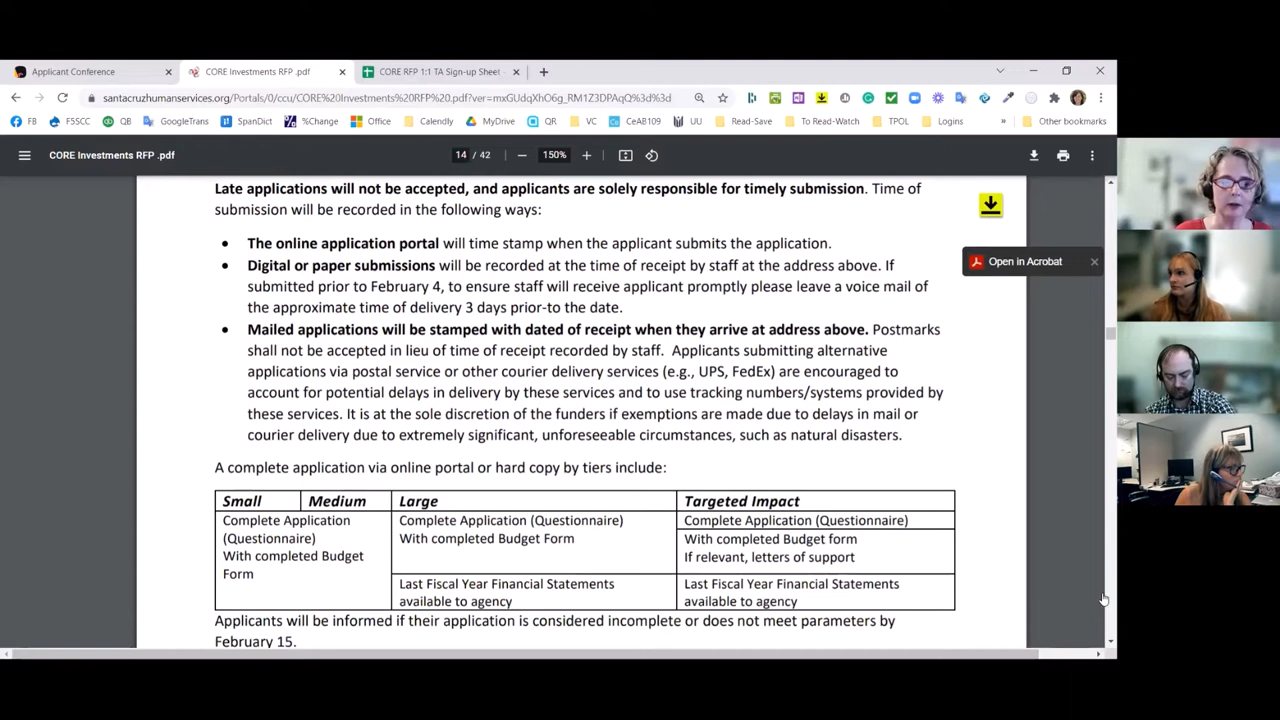 Applicant Conference
CORE Investments RFP .pdf
CORE RFP 1:1 TA Sign-up Sheet -
santacruzhumanservices.org/Portals/0/ccu/CORE%20Investments%20RFP%20.pdf?ver=mxGUdqXhO6g_RM1Z3DPAqQ%3d%3d
FB F5SCC QB GoogleTrans SpanDict %Change Office Calendly MyDrive QR VC CeAB109 UU Read-Save To Read-Watch TPOL Logins » Other bookmarks
CORE Investments RFP .pdf 14 / 42 150%
Late applications will not be accepted, and applicants are solely responsible for timely submission. Time of
submission will be recorded in the following ways:
• The online application portal will time stamp when the applicant submits the application.
Open in Acrobat
• Digital or paper submissions will be recorded at the time of receipt by staff at the address above. If
submitted prior to February 4, to ensure staff will receive applicant promptly please leave a voice mail of
the approximate time of delivery 3 days prior-to the date.
• Mailed applications will be stamped with dated of receipt when they arrive at address above. Postmarks
shall not be accepted in lieu of time of receipt recorded by staff. Applicants submitting alternative
applications via postal service or other courier delivery services (e.g., UPS, FedEx) are encouraged to
account for potential delays in delivery by these services and to use tracking numbers/systems provided by
these services. It is at the sole discretion of the funders if exemptions are made due to delays in mail or
courier delivery due to extremely significant, unforeseeable circumstances, such as natural disasters.
A complete application via online portal or hard copy by tiers include:
Small Medium Large Targeted Impact
Complete Application
(Questionnaire)
With completed Budget
Form
Complete Application (Questionnaire)
With completed Budget Form
Last Fiscal Year Financial Statements
available to agency
Complete Application (Questionnaire)
With completed Budget form
If relevant, letters of support
Last Fiscal Year Financial Statements
available to agency
Applicants will be informed if their application is considered incomplete or does not meet parameters by
February 15.